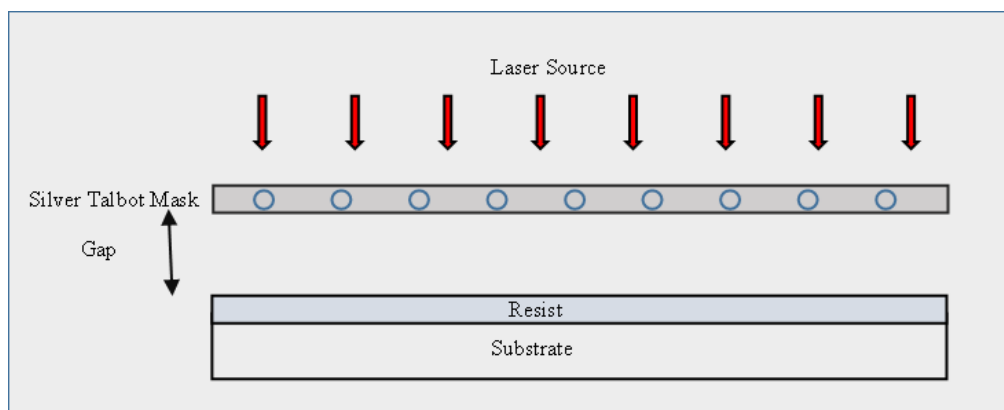 Laser Source
Silver Talbot Mask
Gap
Resist
Substrate